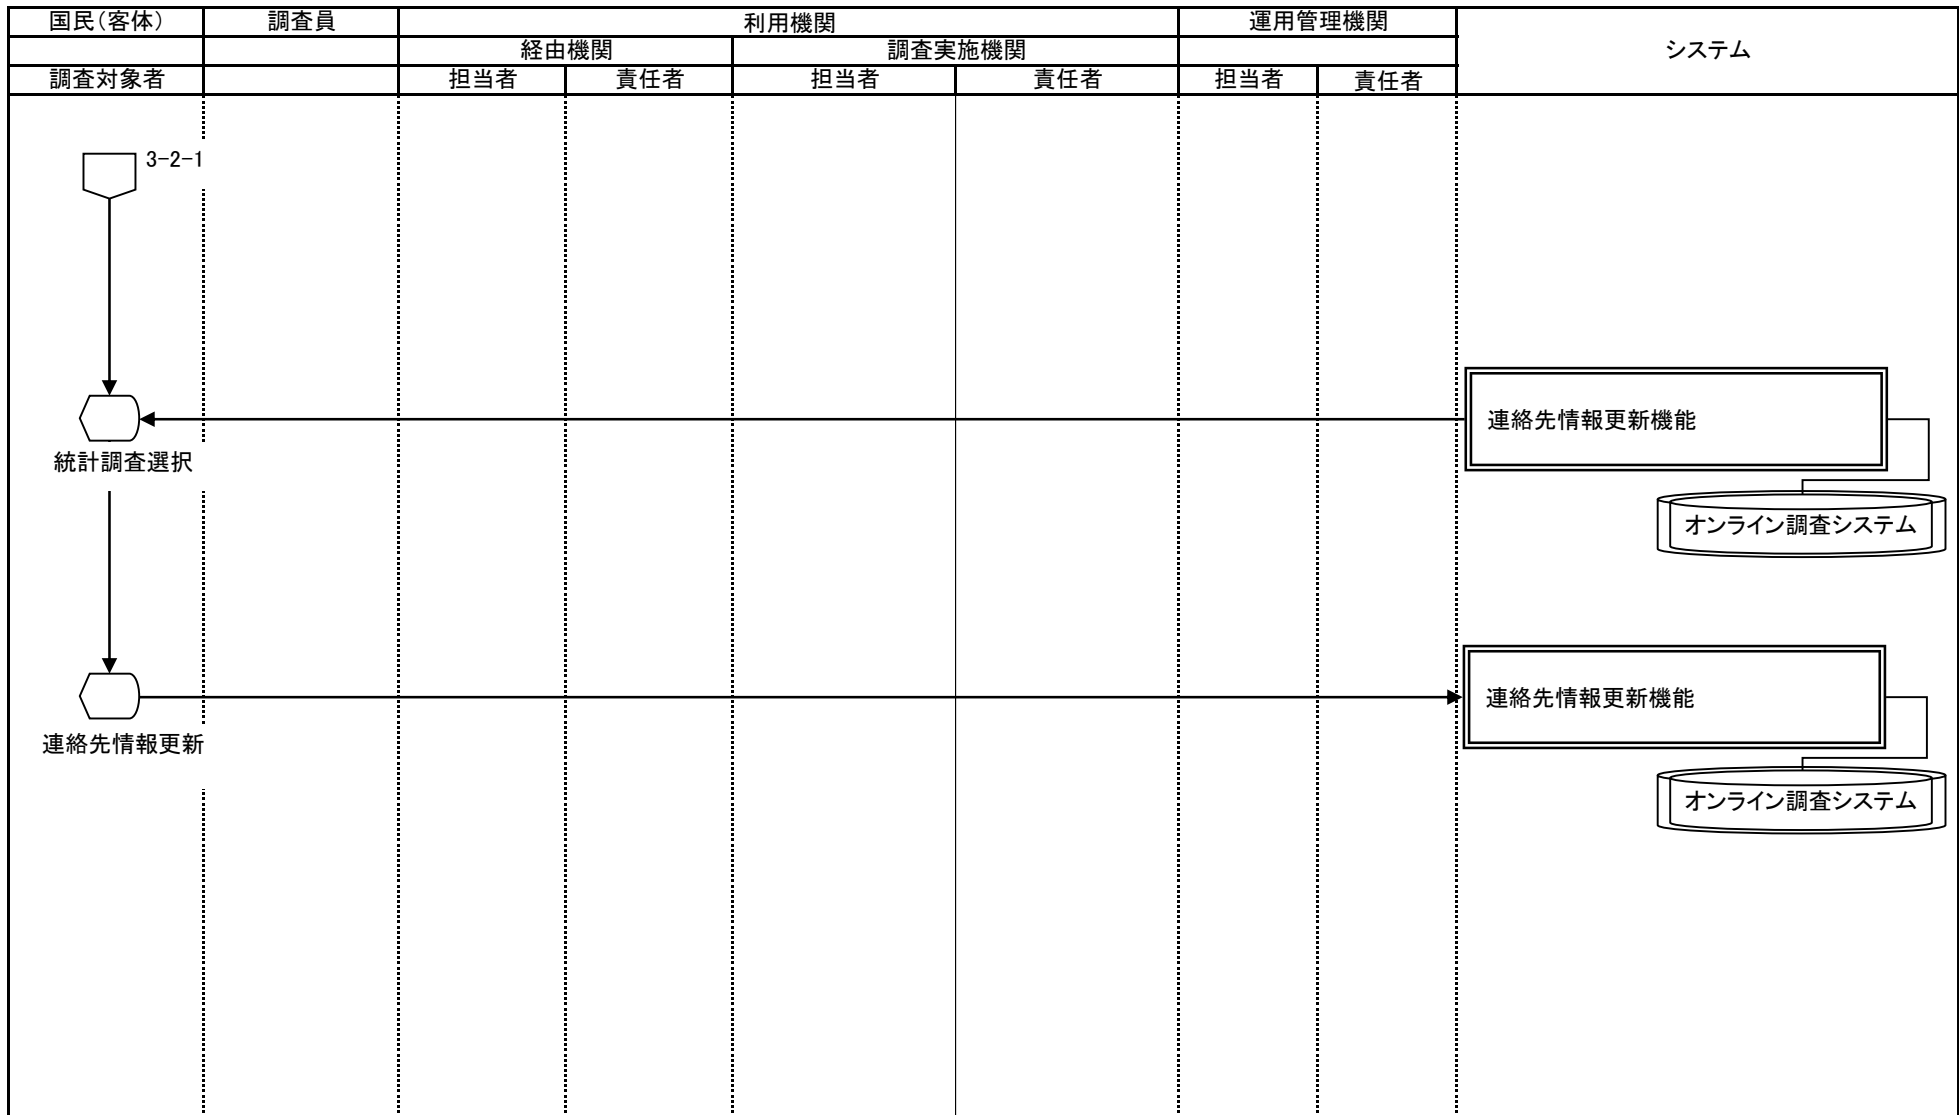 国民(客体)
調査員
利用機関
運用管理機関
システム
経由機関
調査実施機関
調査対象者
担当者
責任者
担当者
責任者
担当者
責任者
3-2-1
連絡先情報更新機能
統計調査選択
オンライン調査システム
連絡先情報更新機能
連絡先情報更新
オンライン調査システム